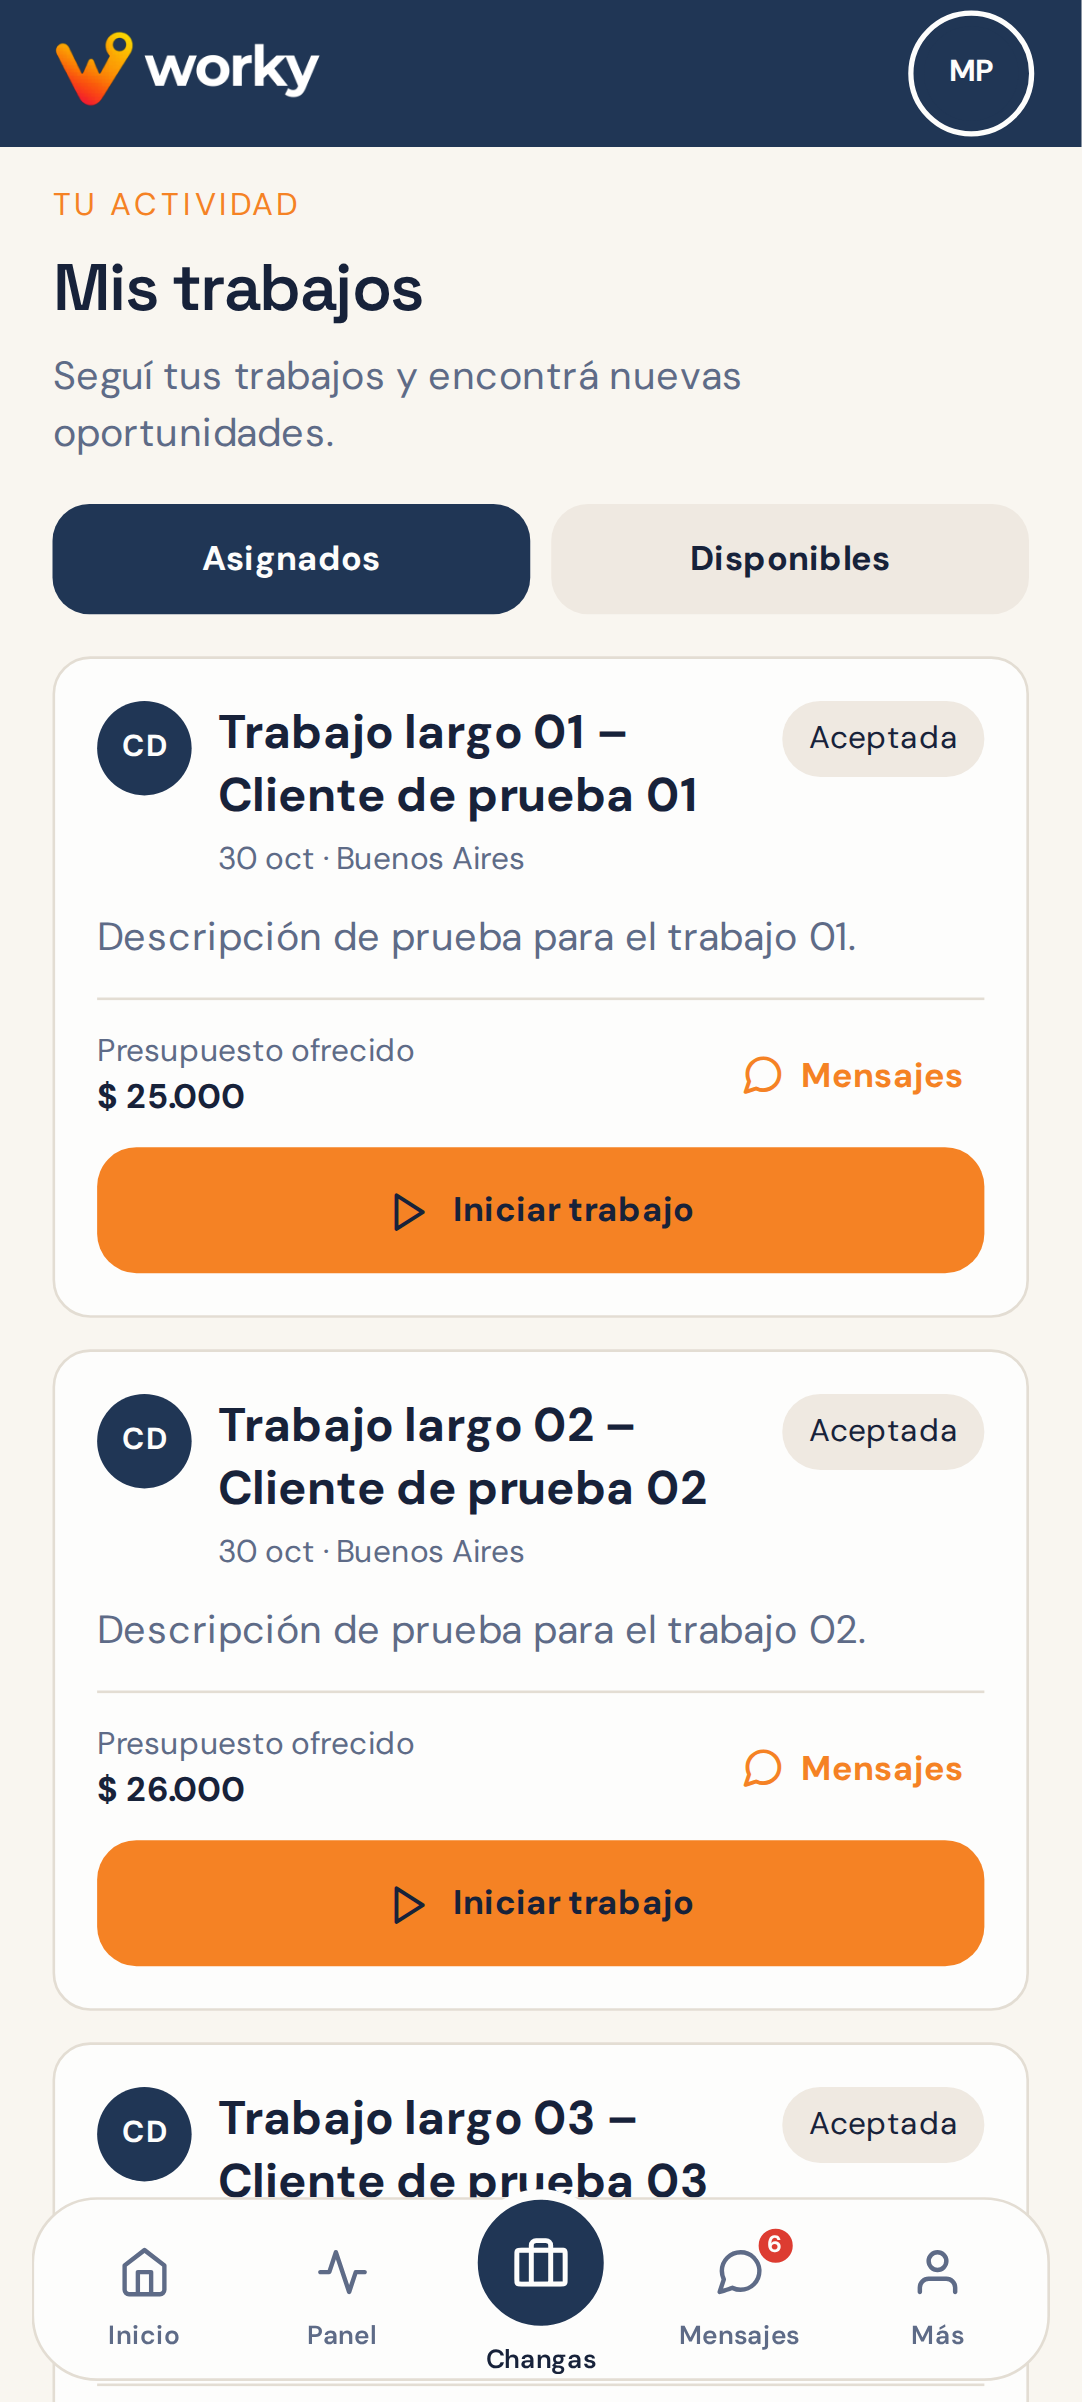 worky
MP
TU ACTIVIDAD
Mis trabajos
Seguí tus trabajos y encontrá nuevas
oportunidades.
Asignados
Disponibles
CD
Trabajo largo 01 –
Cliente de prueba 01
Aceptada
30 oct · Buenos Aires
Descripción de prueba para el trabajo 01.
Presupuesto ofrecido
$ 25.000
Mensajes
Iniciar trabajo
CD
Trabajo largo 02 –
Cliente de prueba 02
Aceptada
30 oct · Buenos Aires
Descripción de prueba para el trabajo 02.
Presupuesto ofrecido
$ 26.000
Mensajes
Iniciar trabajo
CD
Trabajo largo 03 –
Cliente de prueba 03
Aceptada
Inicio
Panel
Changas
6
Mensajes
Más